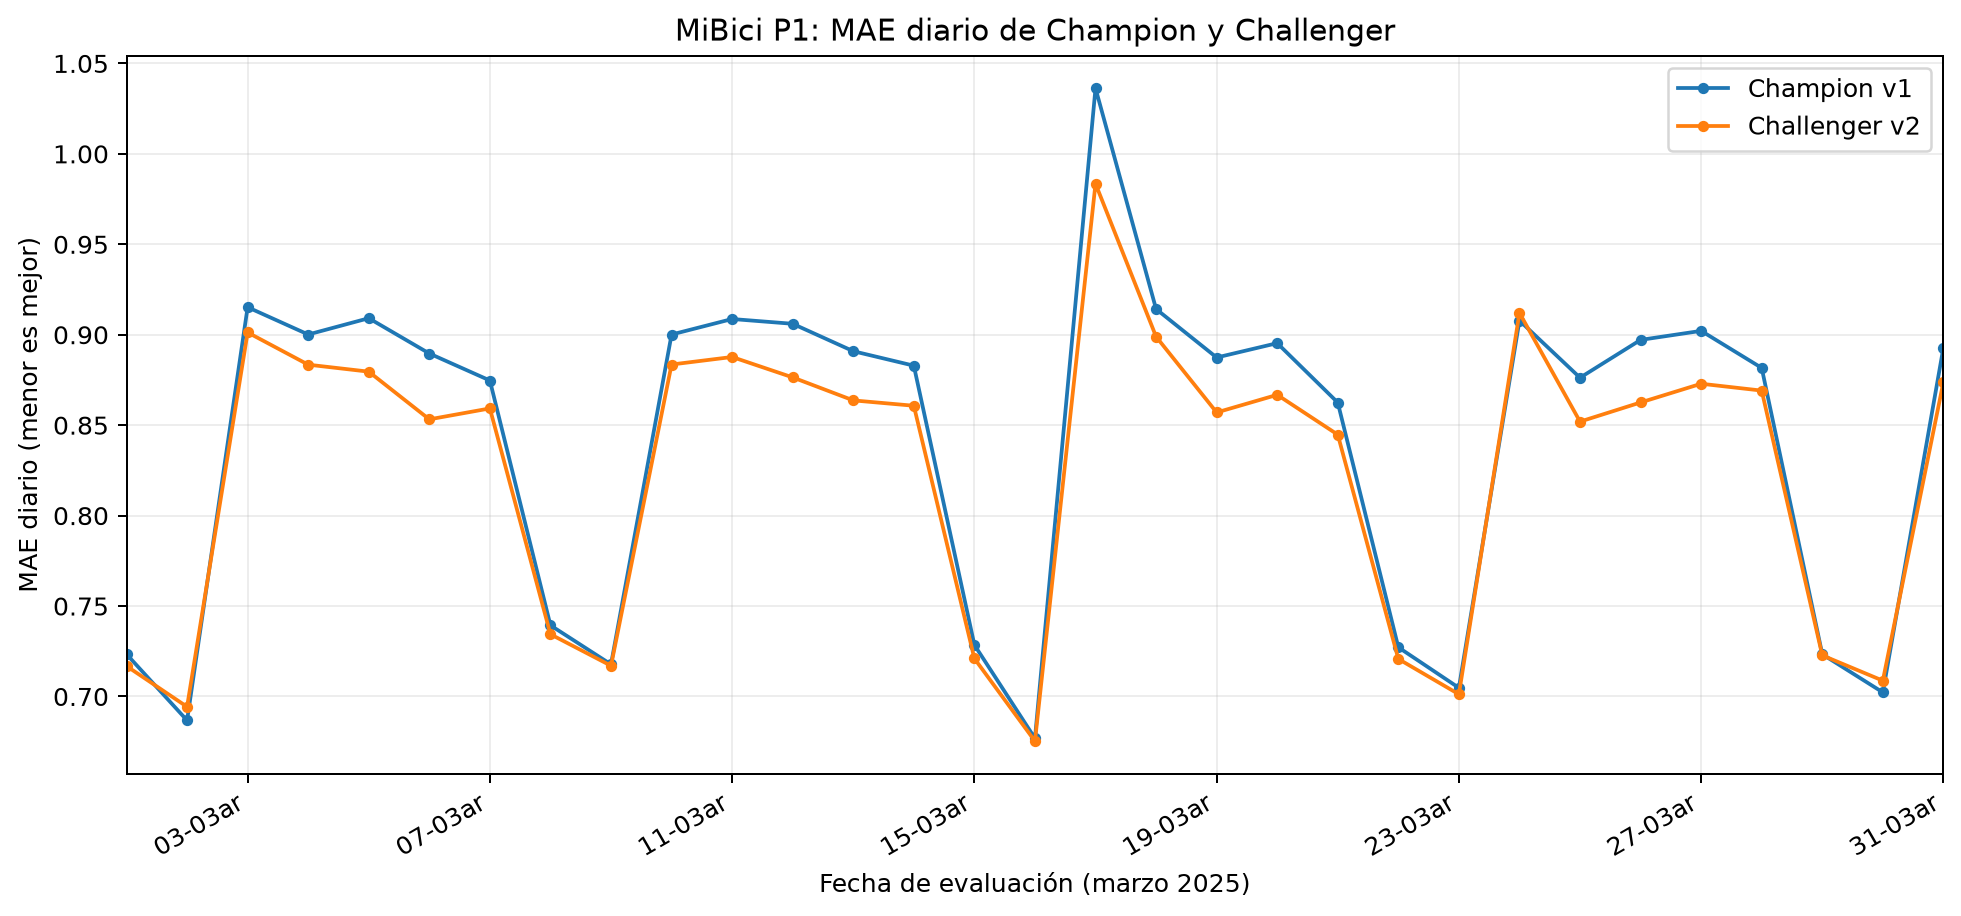 MiBici P1: MAE diario de Champion y Challenger
Champion v1
Challenger v2
MAE diario (menor es mejor)
1.05
1.00
0.95
0.90
0.85
0.80
0.75
0.70
03-03ar
07-03ar
11-03ar
15-03ar
19-03ar
23-03ar
27-03ar
31-03ar
Fecha de evaluación (marzo 2025)